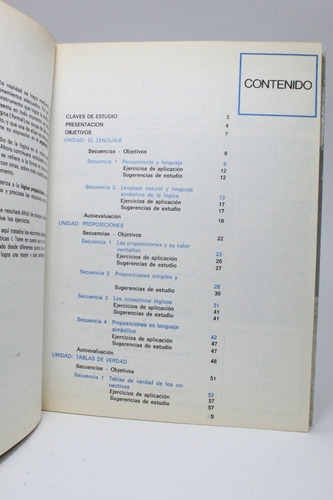 realidad se logra
CONTENIDO
CLAVES DE ESTUDIO 3
PRESENTACION 4
OBJETIVOS 7
UNIDAD: EL LENGUAJE
Secuencias - Objetivos 8
Secuencia 1 Pensamiento y lenguaje 9
Ejercicios de aplicación 12
Sugerencias de estudio 12
Secuencia 2 Lenguaje natural y lenguaje 13
simbólico de la lógica
Ejercicios de aplicación 17
Sugerencias de estudio 17
Autoevaluación 18
UNIDAD: PROPOSICIONES
Secuencias - Objetivos 22
Secuencia 1 Las proposiciones y su valor 23
veritativo
Ejercicios de aplicación 26
Sugerencias de estudio 27
Secuencia 2 Proposiciones simples y
28
Sugerencias de estudio 30
Secuencia 3 Los conectivos lógicos 31
Ejercicios de aplicación 41
Sugerencias de estudio 41
Secuencia 4 Proposiciones en lenguaje
simbólico 42
Ejercicios de aplicación 47
Sugerencias de estudio 47
Autoevaluación 48
UNIDAD: TABLAS DE VERDAD
Secuencias - Objetivos 51
Secuencia 1 Tablas de verdad de los co-
nectivos 52
Ejercicios de aplicación 57
Sugerencias de estudio 57
5